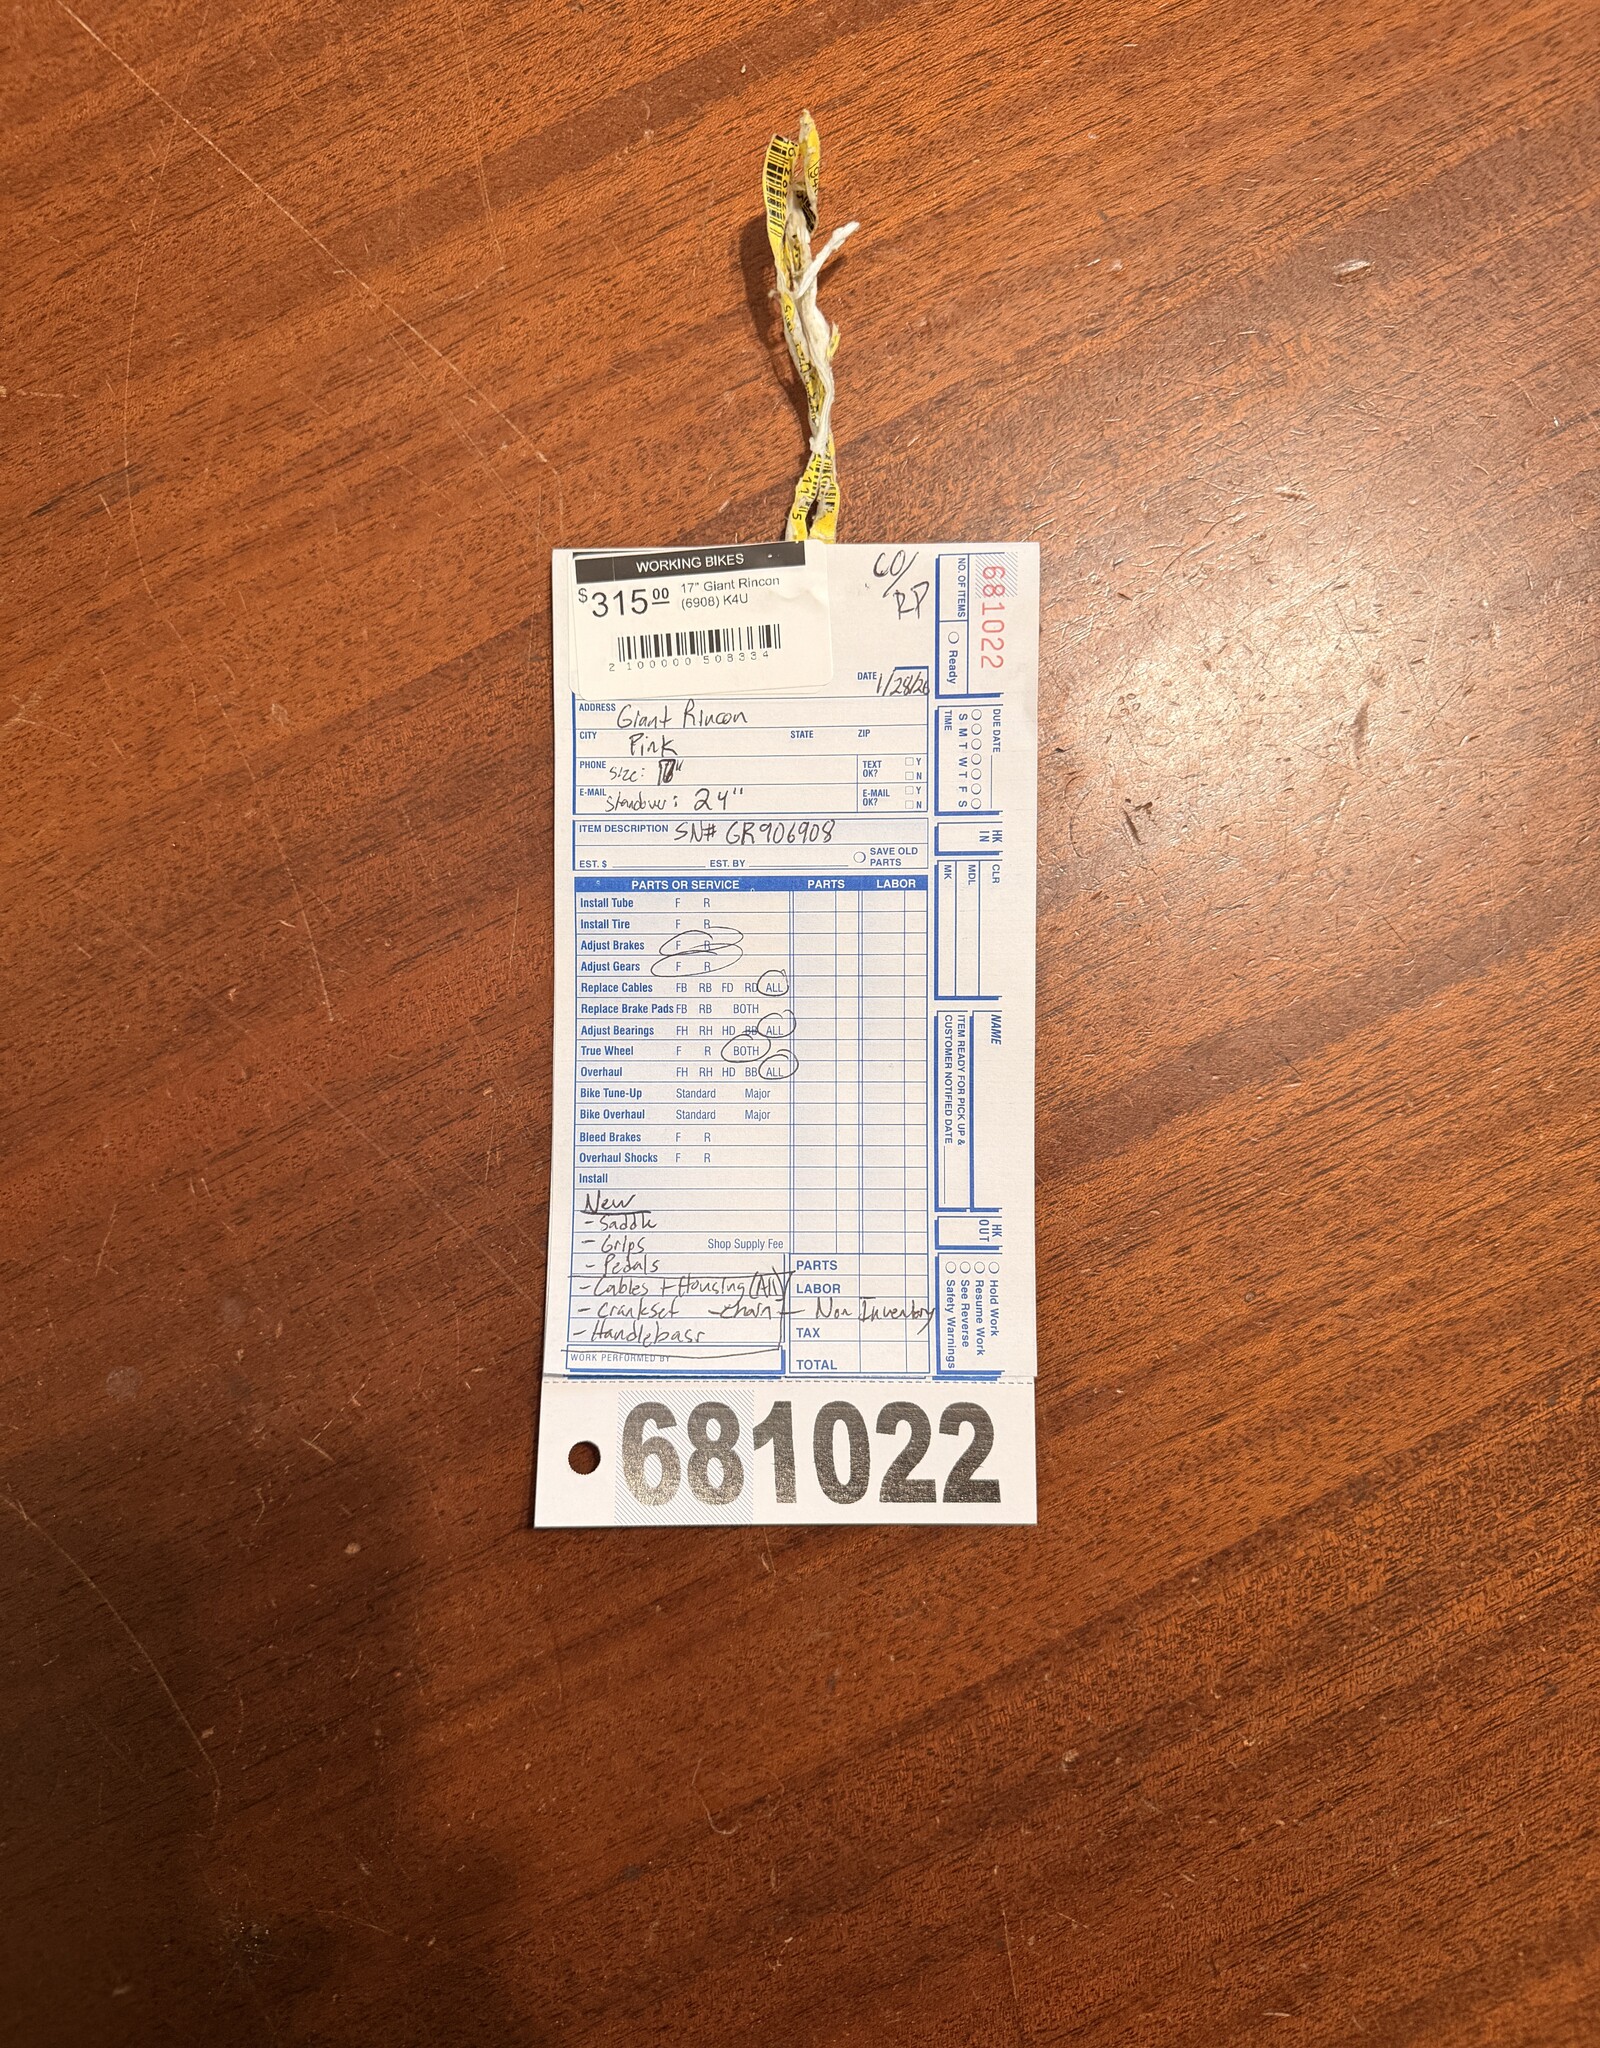 WORKING BIKES
$315.00 17" Giant Rincon
(6908) K4U
2 100000 508334
CO/
RP
DATE 1/28/26
ADDRESS Giant Rincon
CITY Pink STATE ZIP
PHONE Size: " TEXT OK? Y N
E-MAIL Standover: 24" E-MAIL OK? Y N
ITEM DESCRIPTION SN# GR906908
EST. $ EST. BY SAVE OLD PARTS
PARTS OR SERVICE PARTS LABOR
Install Tube F R
Install Tire F R
Adjust Brakes F R
Adjust Gears F R
Replace Cables FB RB FD RD ALL
Replace Brake Pads FB RB BOTH
Adjust Bearings FH RH HD BB ALL
True Wheel F R BOTH
Overhaul FH RH HD BB ALL
Bike Tune-Up Standard Major
Bike Overhaul Standard Major
Bleed Brakes F R
Overhaul Shocks F R
Install
New
- Saddle
- Grips Shop Supply Fee
- Pedals PARTS
- Cables + Housing (All) LABOR
- Crankset - chain - Non Inventory
- Handlebasr TAX
WORK PERFORMED BY TOTAL
681022
NO. OF ITEMS
Ready
DUE DATE
S M T W T F S
TIME
HK IN
CLR
MDL
MK
NAME
ITEM READY FOR PICK UP &
CUSTOMER NOTIFIED DATE
HK OUT
Hold Work
Resume Work
See Reverse
Safety Warnings
681022